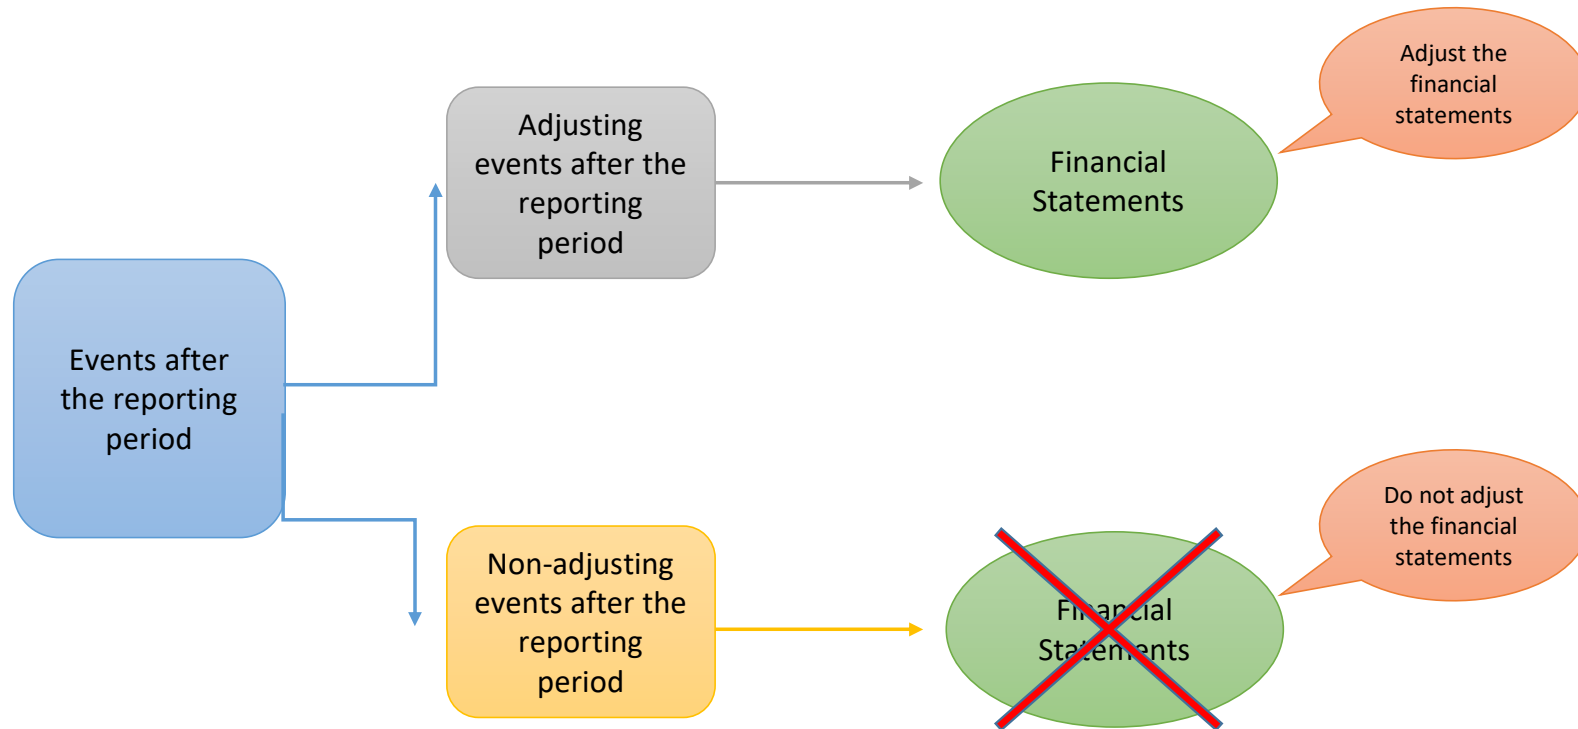 Events after
the reporting
period
Adjusting
events after the
reporting
period
Financial
Statements
Adjust the
financial
statements
Non-adjusting
events after the
reporting
period
Financial
Statements
Do not adjust
the financial
statements